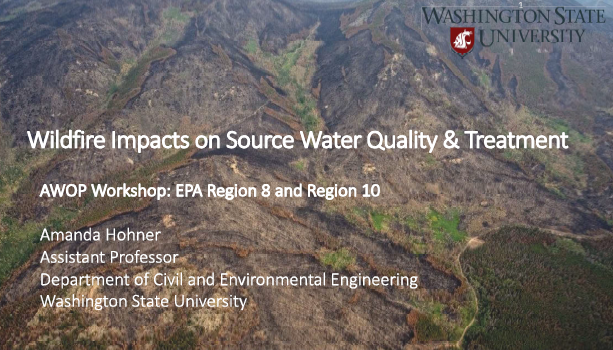 1
WASHINGTON STATE
UNIVERSITY
Wildfire Impacts on Source Water Quality & Treatment
AWOP Workshop: EPA Region 8 and Region 10
Amanda Hohner
Assistant Professor
Department of Civil and Environmental Engineering
Washington State University